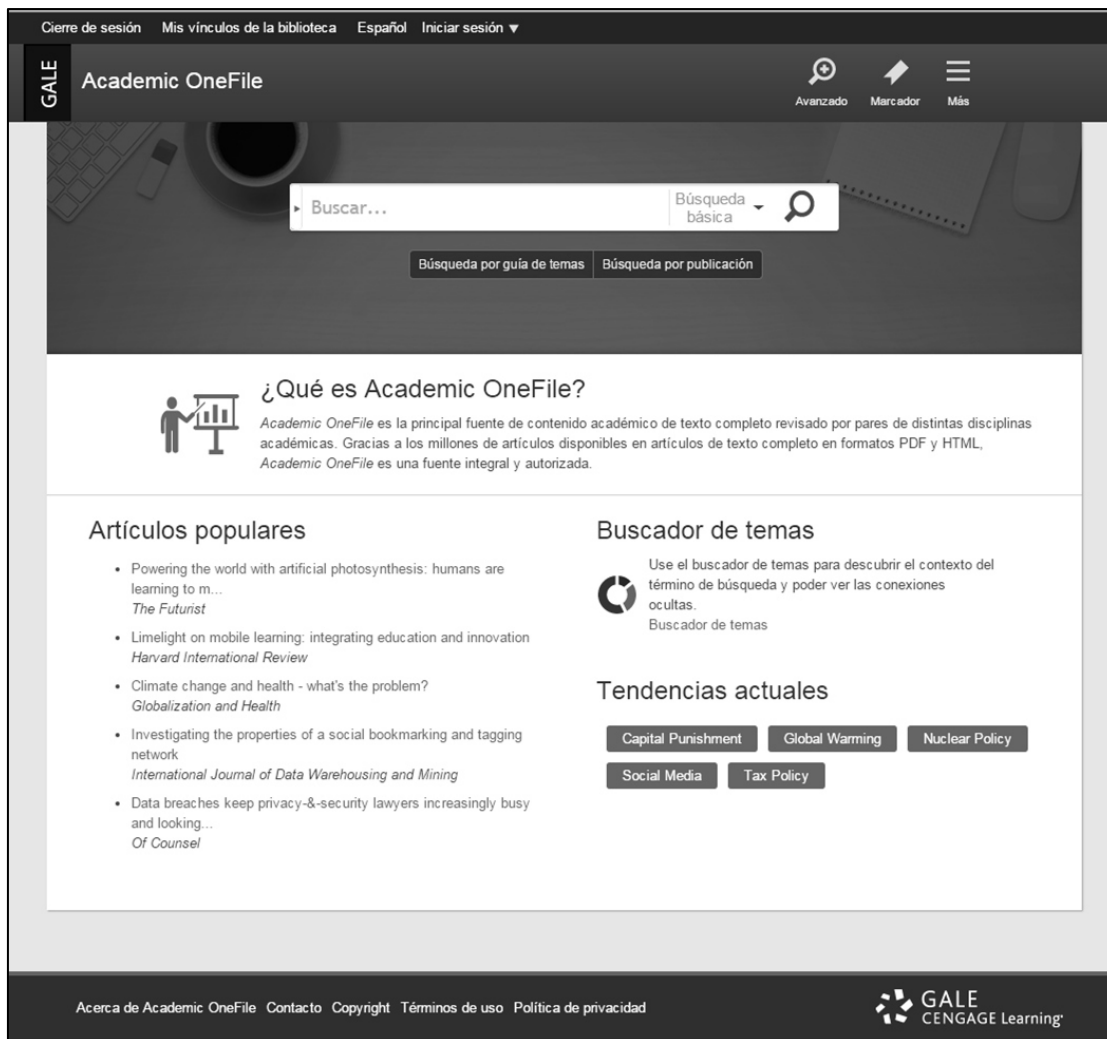 Cierre de sesión Mis vínculos de la biblioteca Español Iniciar sesión ▼
GALE
Academic OneFile
Avanzado Marcador Más
Buscar...
Búsqueda
básica
Búsqueda por guía de temas Búsqueda por publicación
¿Qué es Academic OneFile?
Academic OneFile es la principal fuente de contenido académico de texto completo revisado por pares de distintas disciplinas
académicas. Gracias a los millones de artículos disponibles en artículos de texto completo en formatos PDF y HTML,
Academic OneFile es una fuente integral y autorizada.
Artículos populares
• Powering the world with artificial photosynthesis: humans are
learning to m...
The Futurist
• Limelight on mobile learning: integrating education and innovation
Harvard International Review
• Climate change and health - what's the problem?
Globalization and Health
• Investigating the properties of a social bookmarking and tagging
network
International Journal of Data Warehousing and Mining
• Data breaches keep privacy-&-security lawyers increasingly busy
and looking...
Of Counsel
Buscador de temas
Use el buscador de temas para descubrir el contexto del
término de búsqueda y poder ver las conexiones
ocultas.
Buscador de temas
Tendencias actuales
Capital Punishment Global Warming Nuclear Policy
Social Media Tax Policy
Acerca de Academic OneFile Contacto Copyright Términos de uso Política de privacidad
GALE
CENGAGE Learning·